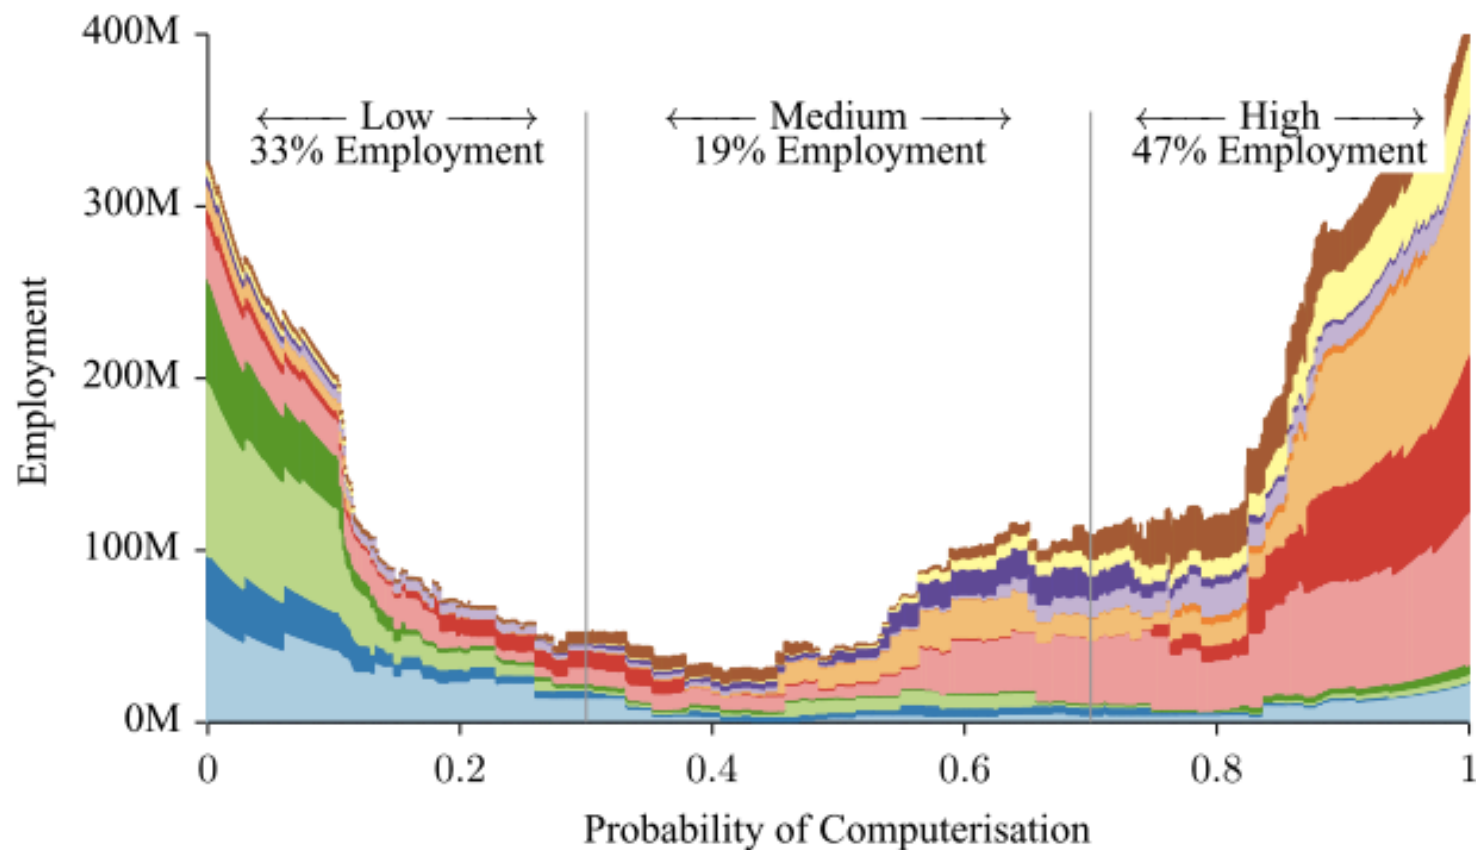 400M
← Low →
← Medium →
← High →
33% Employment
19% Employment
47% Employment
300M
200M
100M
0M
Employment
0
0.2
0.4
0.6
0.8
1
Probability of Computerisation